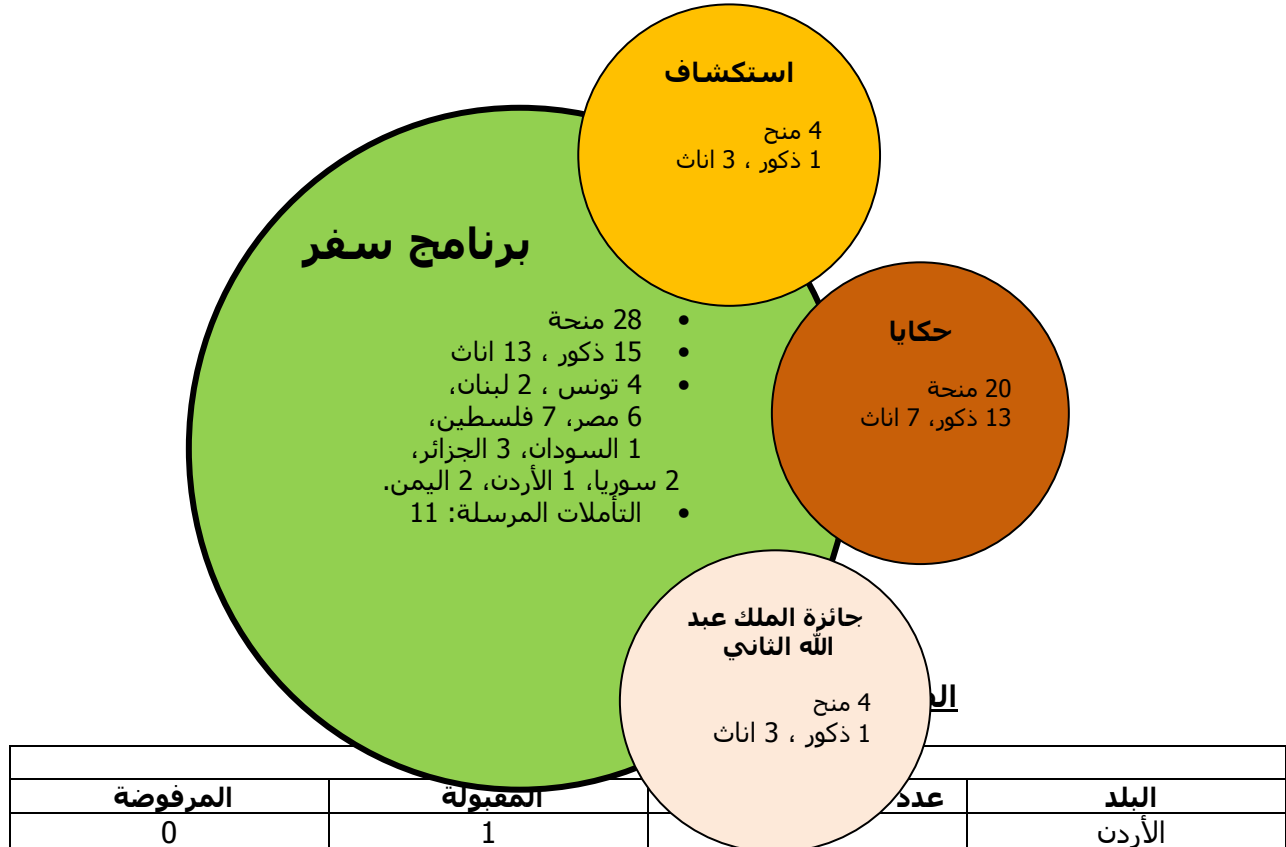 استكشاف
4 منح
1 ذكور ، 3 اناث
برنامج سفر
• 28 منحة
• 15 ذكور ، 13 اناث
• 4 تونس ، 2 لبنان،
6 مصر، 7 فلسطين،
1 السودان، 3 الجزائر،
2 سوريا، 1 الأردن، 2 اليمن.
• التأملات المرسلة: 11
حكايا
20 منحة
13 ذكور، 7 اناث
جائزة الملك عبد
الله الثاني
4 منح
1 ذكور ، 3 اناث
البلد عدد المقبولة المرفوضة
الأردن 1 0